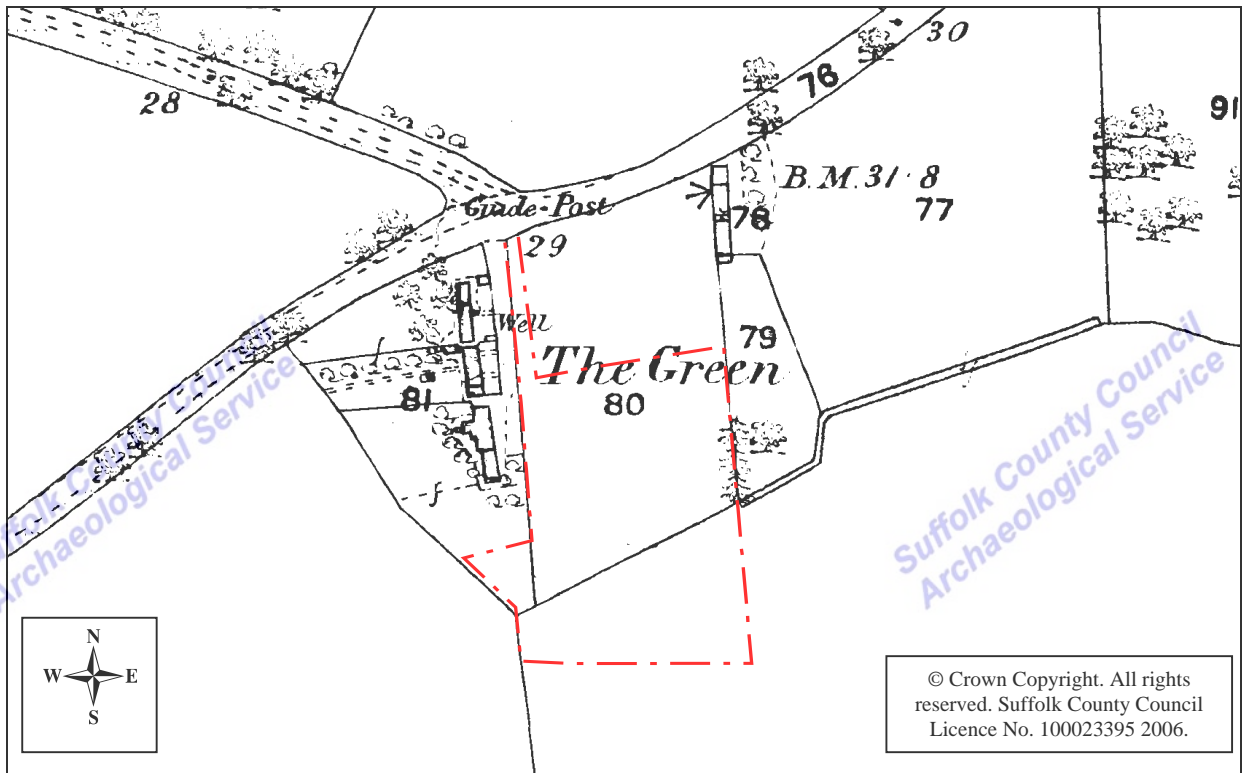 30
76
28
91
B.M. 31·8
77
Guide-Post
78
29
Well
79
The Green
80
f
81
f
Suffolk County Council
Archaeological Service
Suffolk County Council
Archaeological Service
N
W E
S
© Crown Copyright. All rights
reserved. Suffolk County Council
Licence No. 100023395 2006.